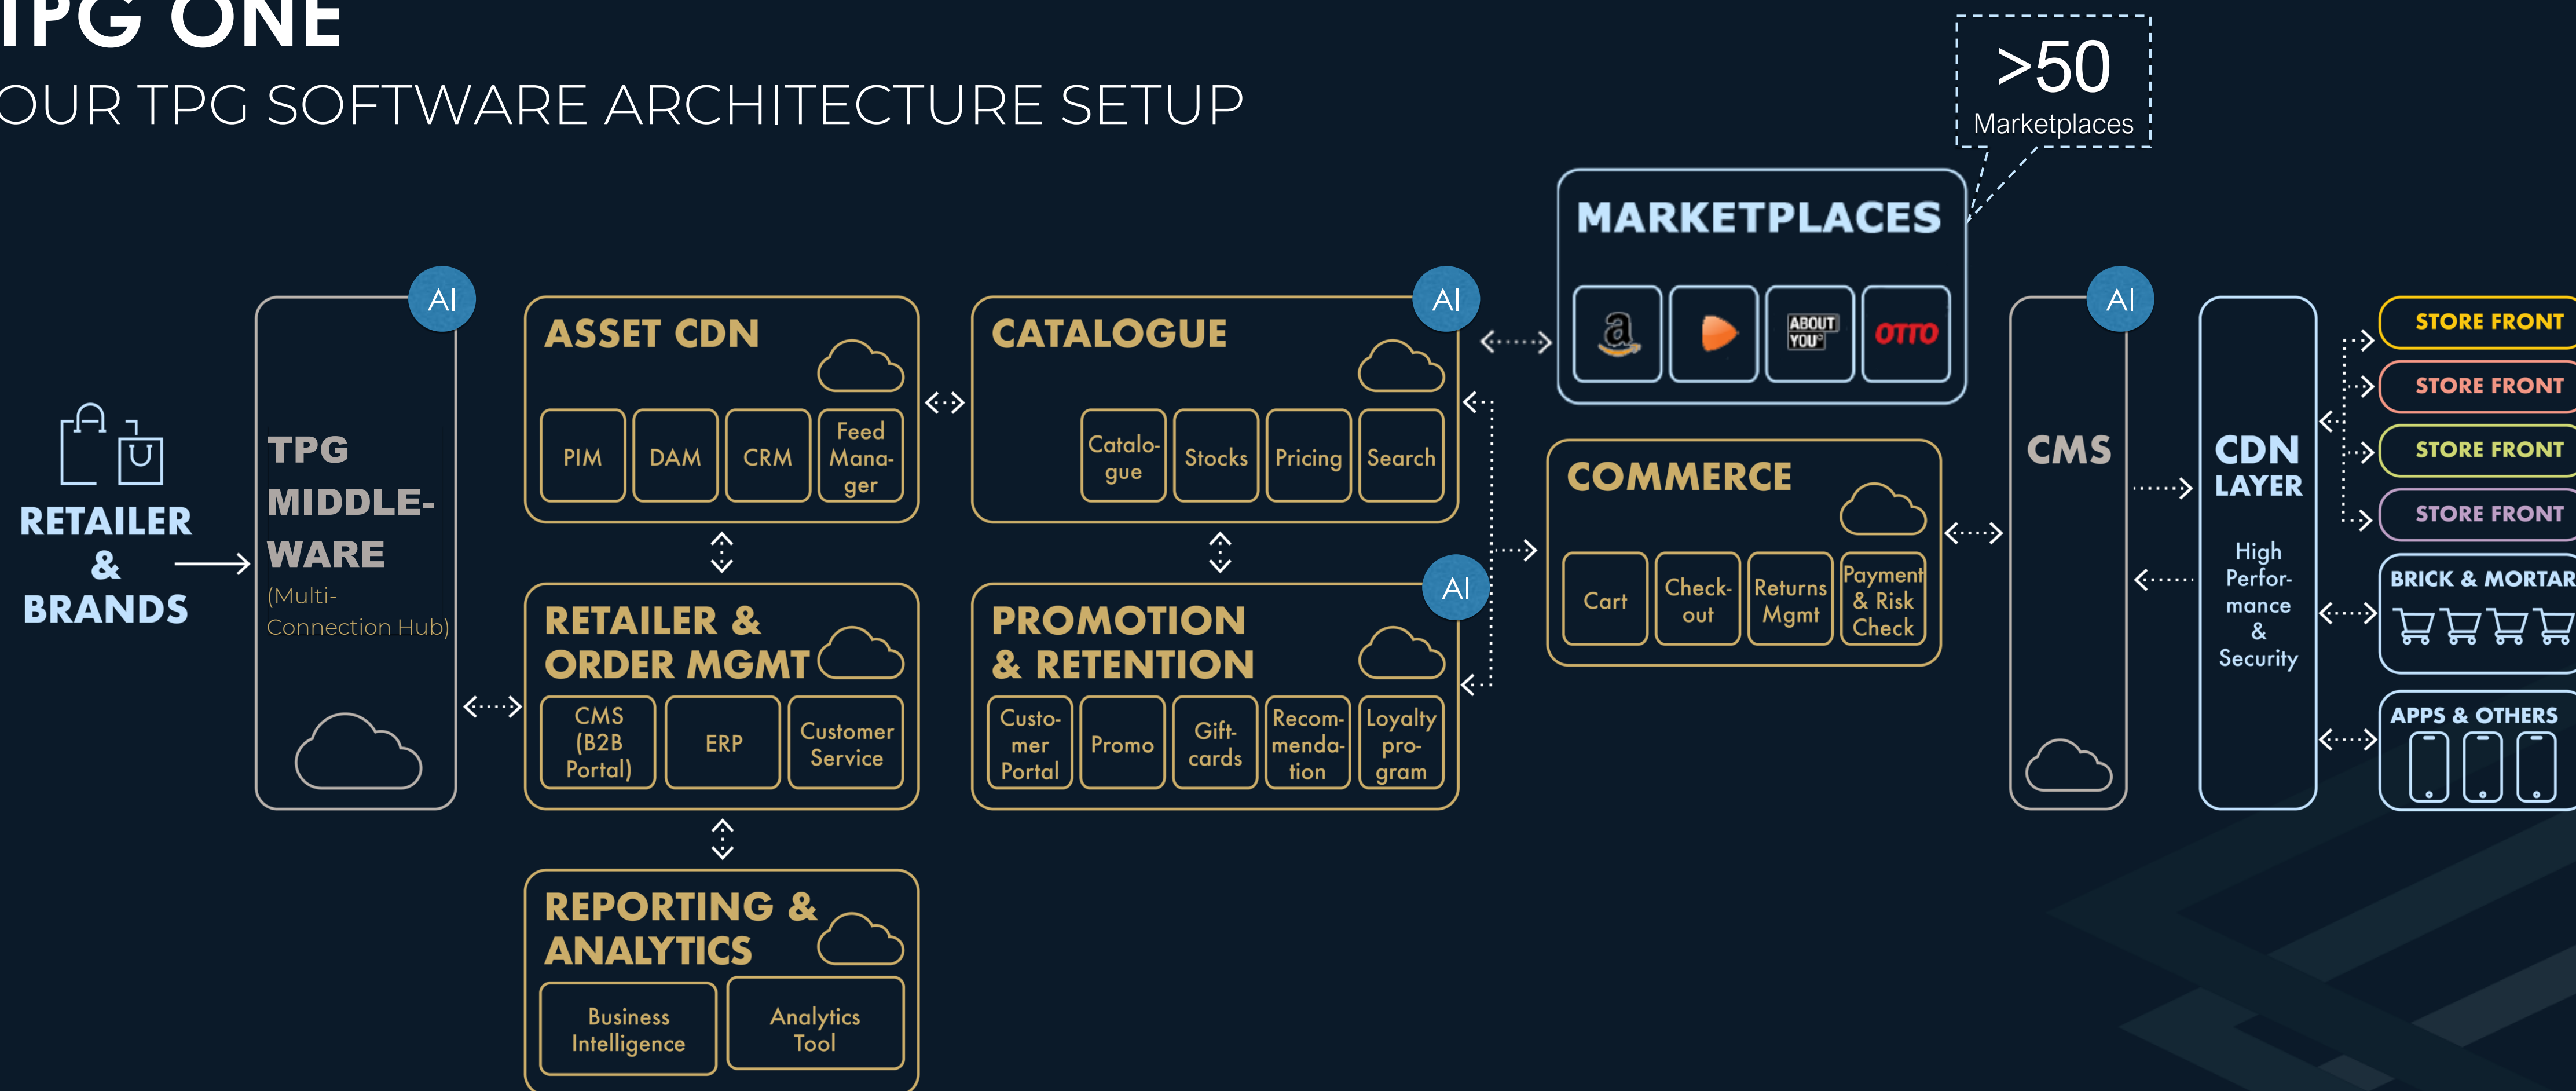 TPG ONE
OUR TPG SOFTWARE ARCHITECTURE SETUP
>50
Marketplaces
MARKETPLACES
a
ABOUT
YOU°
OTTO
RETAILER
&
BRANDS
AI
TPG
MIDDLE-
WARE
(Multi-
Connection Hub)
ASSET CDN
PIM
DAM
CRM
Feed
Mana-
ger
AI
CATALOGUE
Catalo-
gue
Stocks
Pricing
Search
RETAILER &
ORDER MGMT
CMS
(B2B
Portal)
ERP
Customer
Service
AI
PROMOTION
& RETENTION
Custo-
mer
Portal
Promo
Gift-
cards
Recom-
menda-
tion
Loyalty
pro-
gram
REPORTING &
ANALYTICS
Business
Intelligence
Analytics
Tool
COMMERCE
Cart
Check-
out
Returns
Mgmt
Payment
& Risk
Check
AI
CMS
CDN
LAYER
High
Perfor-
mance
&
Security
STORE FRONT
STORE FRONT
STORE FRONT
STORE FRONT
BRICK & MORTAR
APPS & OTHERS